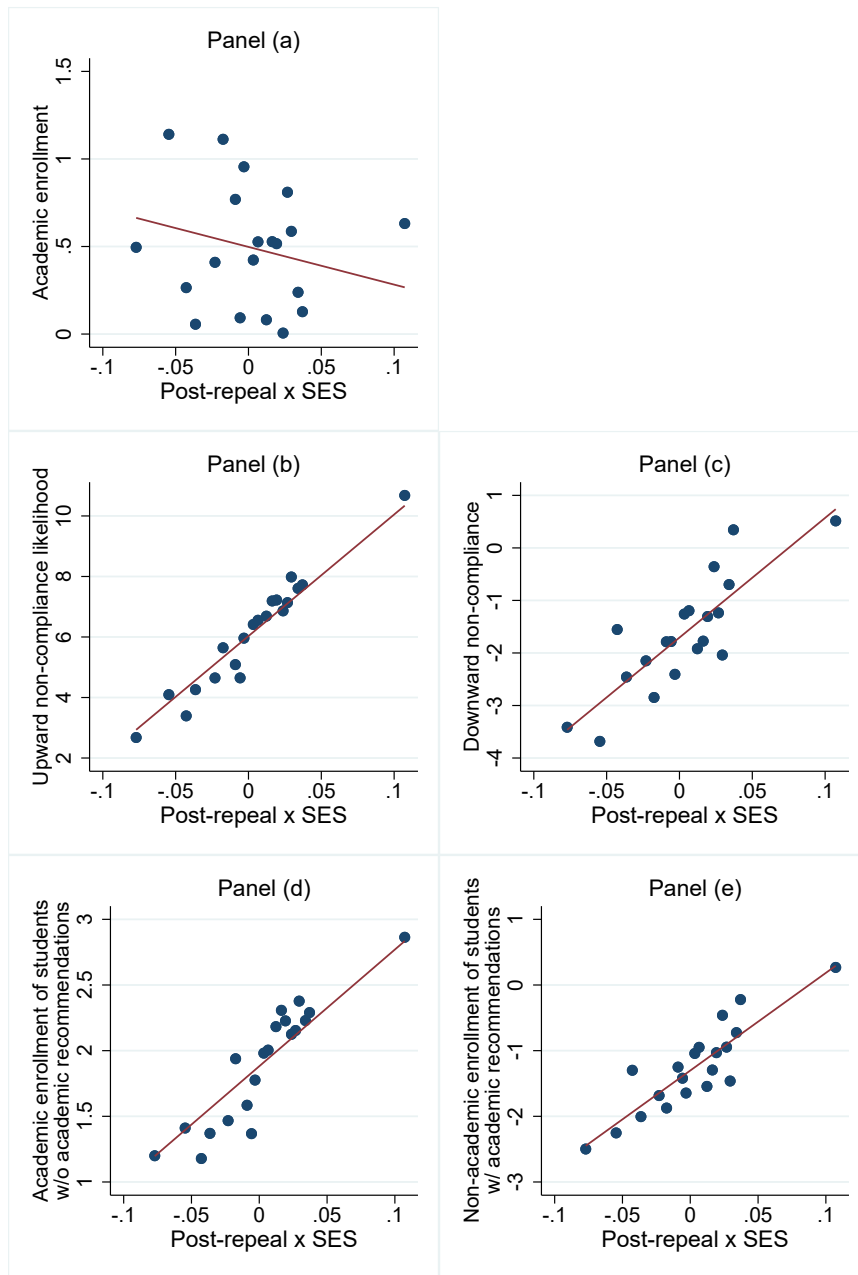 Panel (a)
Academic enrollment
1.5
1
.5
0
-.1 -.05 0 .05 .1
Post-repeal x SES
Panel (b)
Upward non-compliance likelihood
10
8
6
4
2
-.1 -.05 0 .05 .1
Post-repeal x SES
Panel (c)
Downward non-compliance
1
0
-1
-2
-3
-4
-.1 -.05 0 .05 .1
Post-repeal x SES
Panel (d)
Academic enrollment of students
w/o academic recommendations
3
2.5
2
1.5
1
-.1 -.05 0 .05 .1
Post-repeal x SES
Panel (e)
Non-academic enrollment of students
w/ academic recommendations
1
0
-1
-2
-3
-.1 -.05 0 .05 .1
Post-repeal x SES